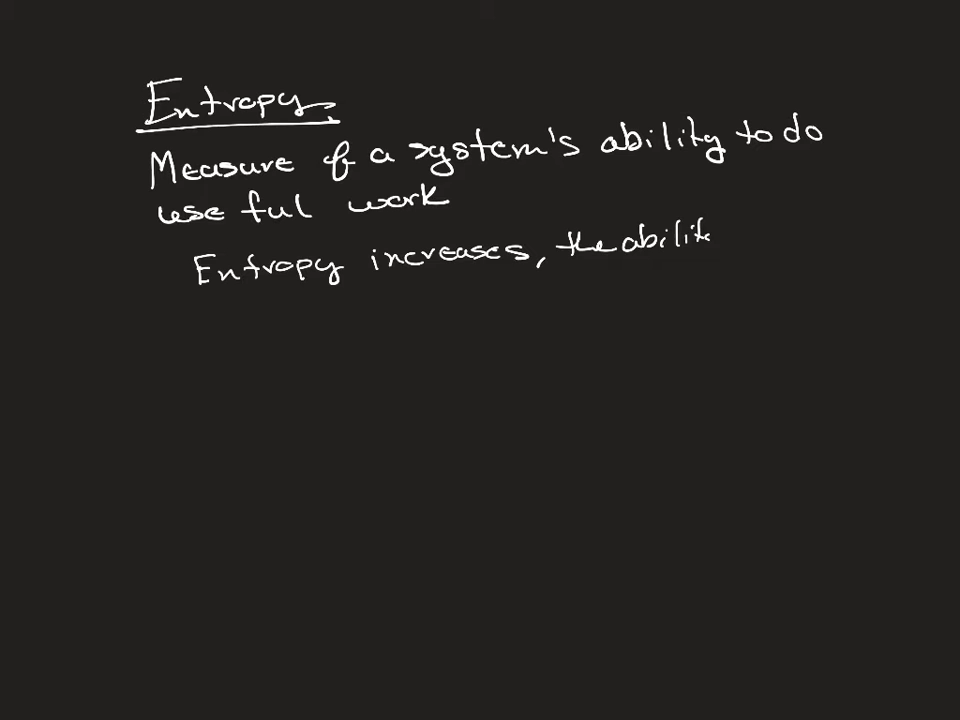 Entropy:
Measure of a system's ability to do
useful work
Entropy increases, the abilit